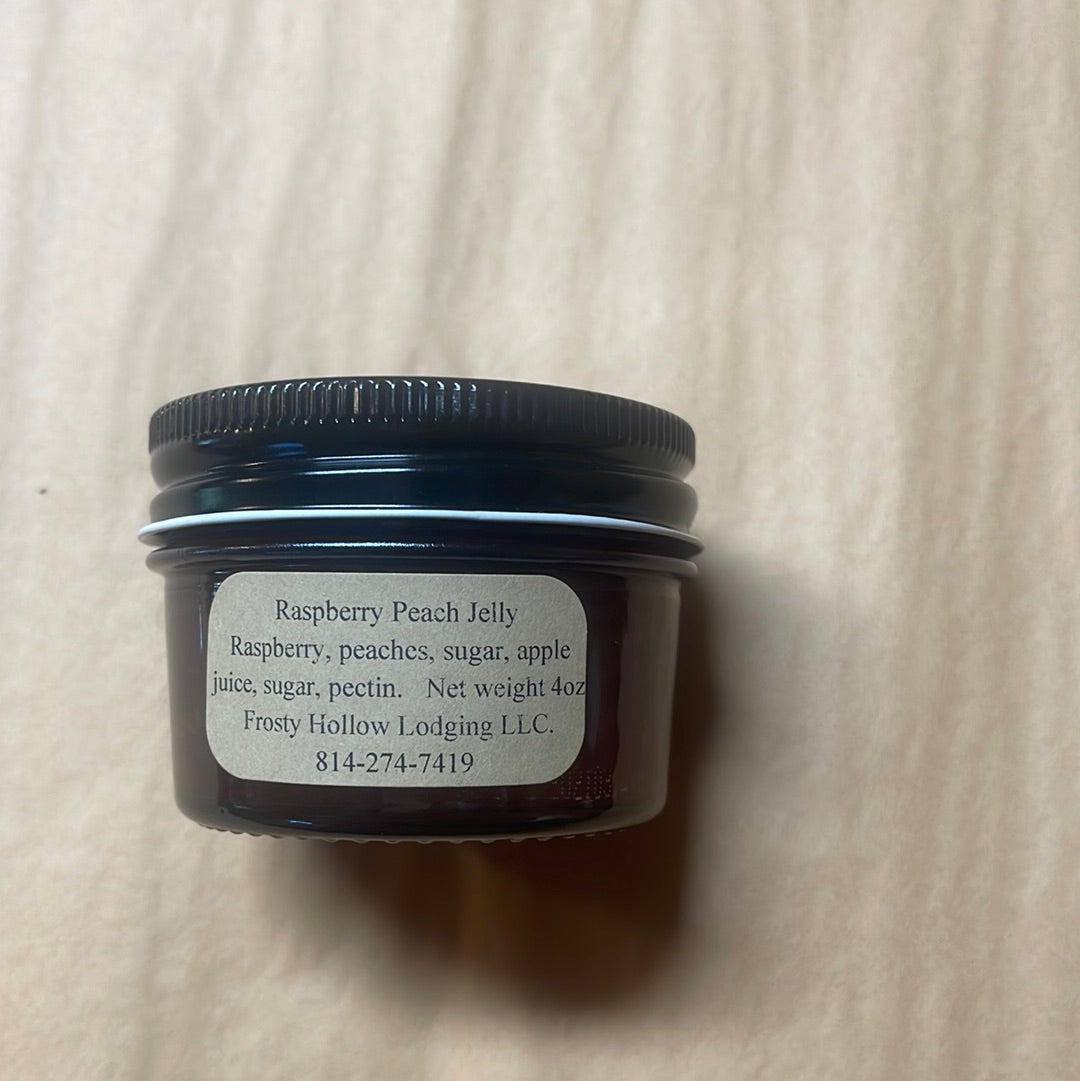 Raspberry Peach Jelly
Raspberry, peaches, sugar, apple
juice, sugar, pectin. Net weight 4oz
Frosty Hollow Lodging LLC.
814-274-7419